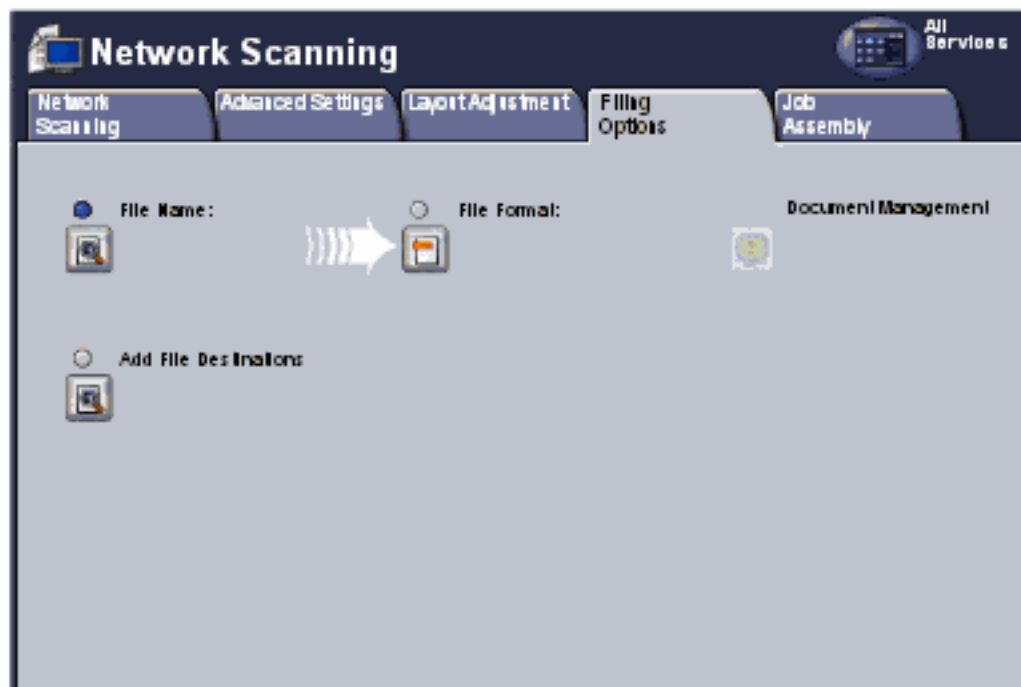 Network Scanning
All
Services
Network
Scanning
Advanced Settings
Layout Adjustment
Filing
Options
Job
Assembly
File Name:
File Format:
Document Management
Add File Destinations